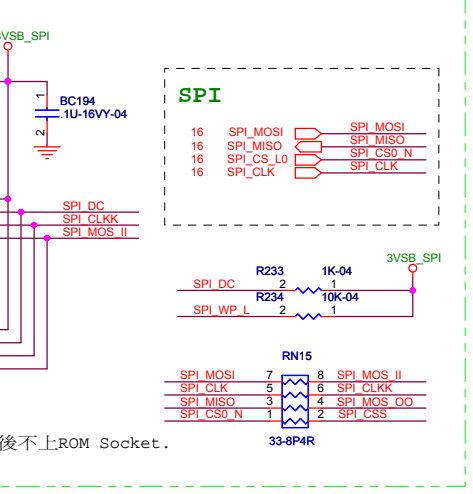 3VSB_SPI
1
BC194
.1U-16VY-04
2
SPI
16 SPI_MOSI SPI_MOSI
16 SPI_MISO SPI_MISO
16 SPI_CS_L0 SPI_CS0_N
16 SPI_CLK SPI_CLK
SPI_DC
SPI_CLKK
SPI_MOS_II
3VSB_SPI
R233 1K-04
SPI_DC 2 1
R234 10K-04
SPI_WP_L 2 1
RN15
SPI_MOSI 7 8 SPI_MOS_II
SPI_CLK 5 6 SPI_CLKK
SPI_MISO 3 4 SPI_MOS_OO
SPI_CS0_N 1 2 SPI_CSS
33-8P4R
後不上ROM Socket.